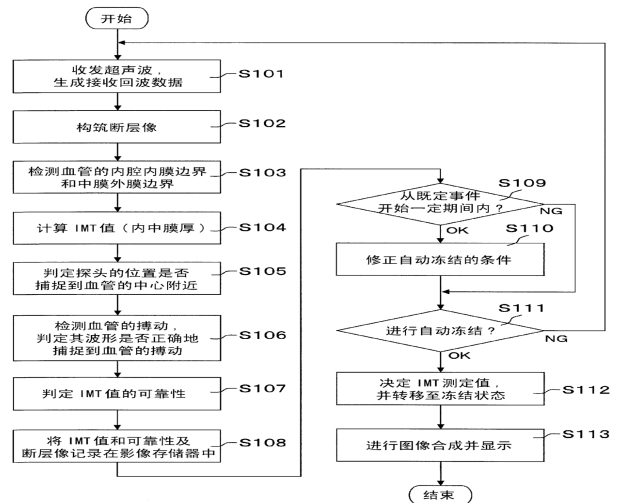 开始
收发超声波，
生成接收回波数据
S101
构筑断层像
S102
检测血管的内腔内膜边界
和中膜外膜边界
S103
计算 IMT 值（内中膜厚）
S104
判定探头的位置是否
捕捉到血管的中心附近
S105
检测血管的搏动，
判定其波形是否正确地
捕捉到血管的搏动
S106
判定 IMT 值的可靠性
S107
将 IMT 值和可靠性及
断层像记录在影像存储器中
S108
从既定事件
开始一定期间内？
S109
NG
OK
修正自动冻结的条件
S110
进行自动冻结？
S111
NG
OK
决定 IMT 测定值，
并转移至冻结状态
S112
进行图像合成并显示
S113
结束